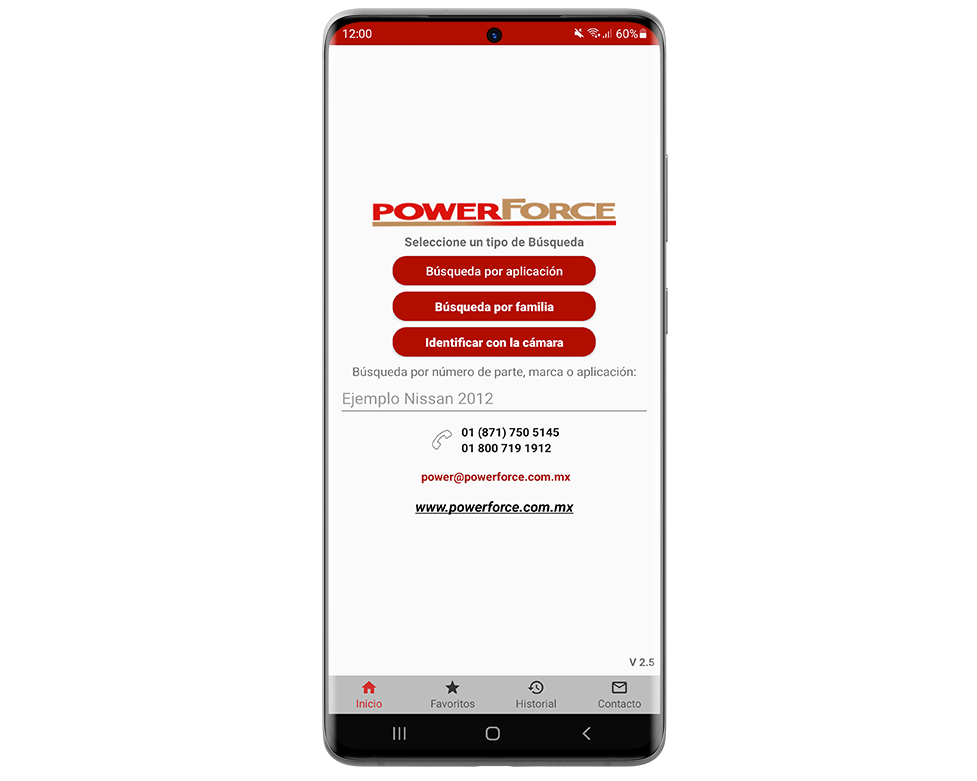 12:00
60%
POWERFORCE
Seleccione un tipo de Búsqueda
Búsqueda por aplicación
Búsqueda por familia
Identificar con la cámara
Búsqueda por número de parte, marca o aplicación:
Ejemplo Nissan 2012
01 (871) 750 5145
01 800 719 1912
power@powerforce.com.mx
www.powerforce.com.mx
V 2.5
Inicio
Favoritos
Historial
Contacto